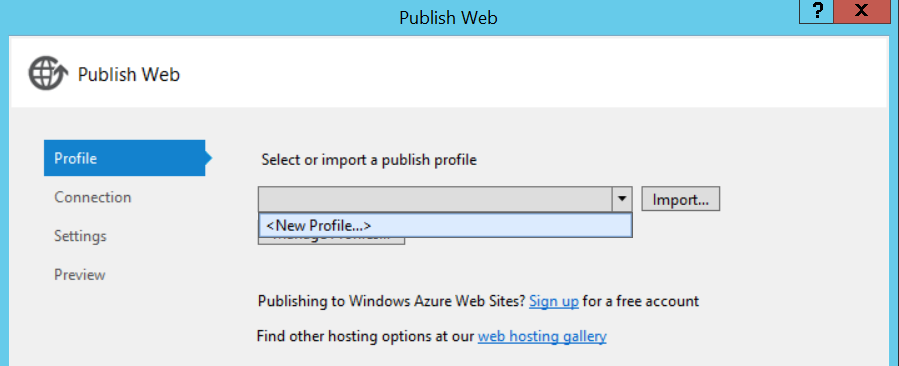 Publish Web
? x
Publish Web
Profile
Select or import a publish profile
Connection
Import...
<New Profile...>
Settings
Preview
Publishing to Windows Azure Web Sites? Sign up for a free account
Find other hosting options at our web hosting gallery